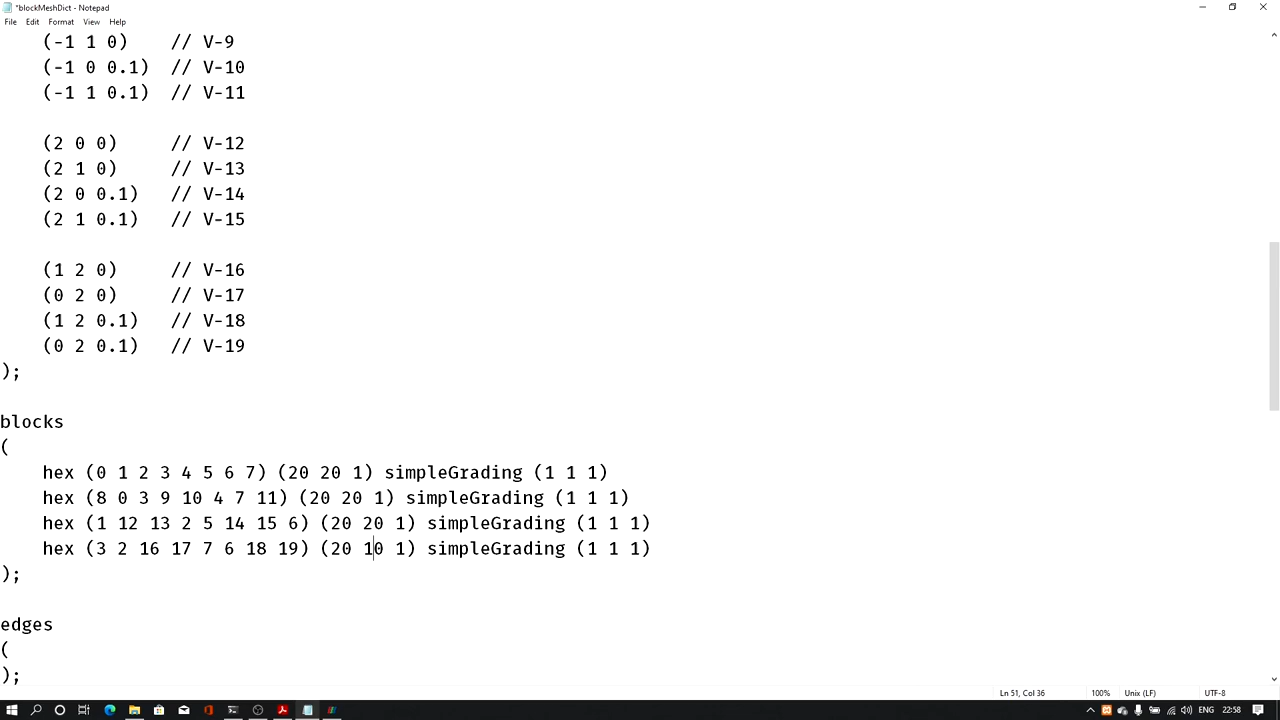 *blockMeshDict - Notepad
File Edit Format View Help
(-1 1 0) // V-9
(-1 0 0.1) // V-10
(-1 1 0.1) // V-11
(2 0 0) // V-12
(2 1 0) // V-13
(2 0 0.1) // V-14
(2 1 0.1) // V-15
(1 2 0) // V-16
(0 2 0) // V-17
(1 2 0.1) // V-18
(0 2 0.1) // V-19
);
blocks
(
hex (0 1 2 3 4 5 6 7) (20 20 1) simpleGrading (1 1 1)
hex (8 0 3 9 10 4 7 11) (20 20 1) simpleGrading (1 1 1)
hex (1 12 13 2 5 14 15 6) (20 20 1) simpleGrading (1 1 1)
hex (3 2 16 17 7 6 18 19) (20 10 1) simpleGrading (1 1 1)
);
edges
(
);
Ln 51, Col 36 100% Unix (LF) UTF-8
ENG 22:58